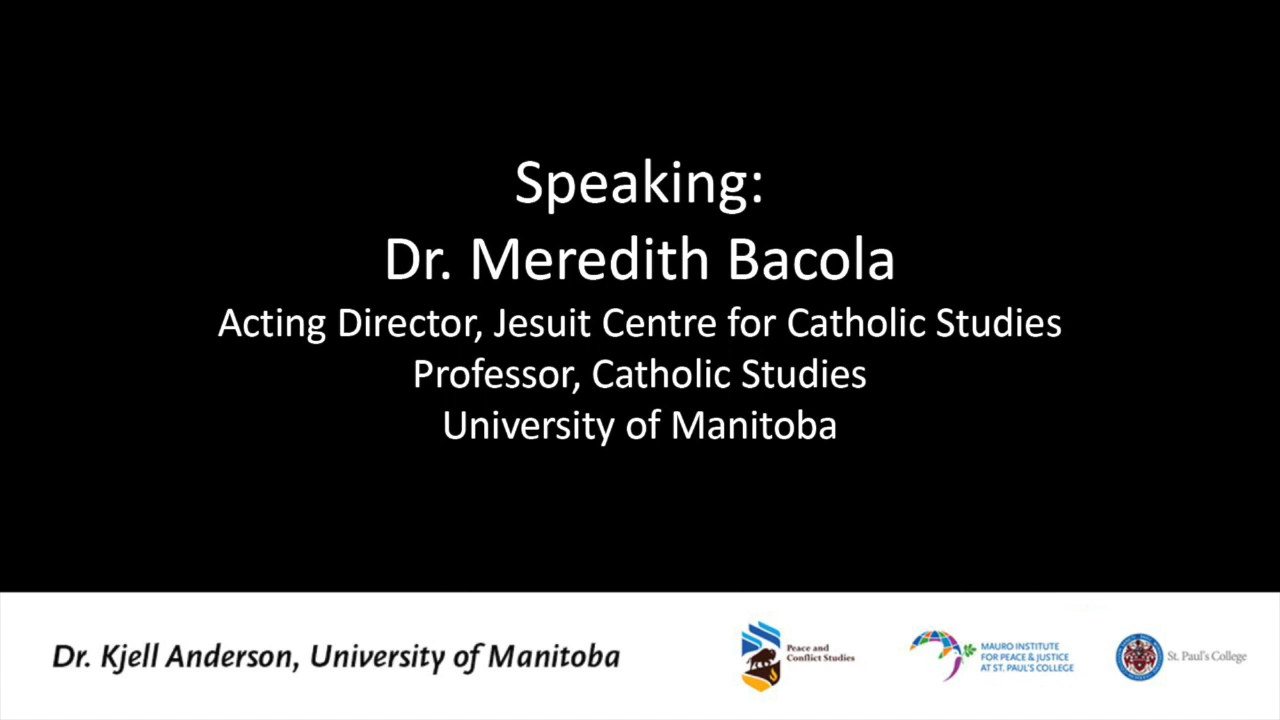 Speaking:
Dr. Meredith Bacola
Acting Director, Jesuit Centre for Catholic Studies
Professor, Catholic Studies
University of Manitoba
Dr. Kjell Anderson, University of Manitoba
Peace and
Conflict Studies
MAURO INSTITUTE
FOR PEACE & JUSTICE
AT ST. PAUL'S COLLEGE
St. Paul's College